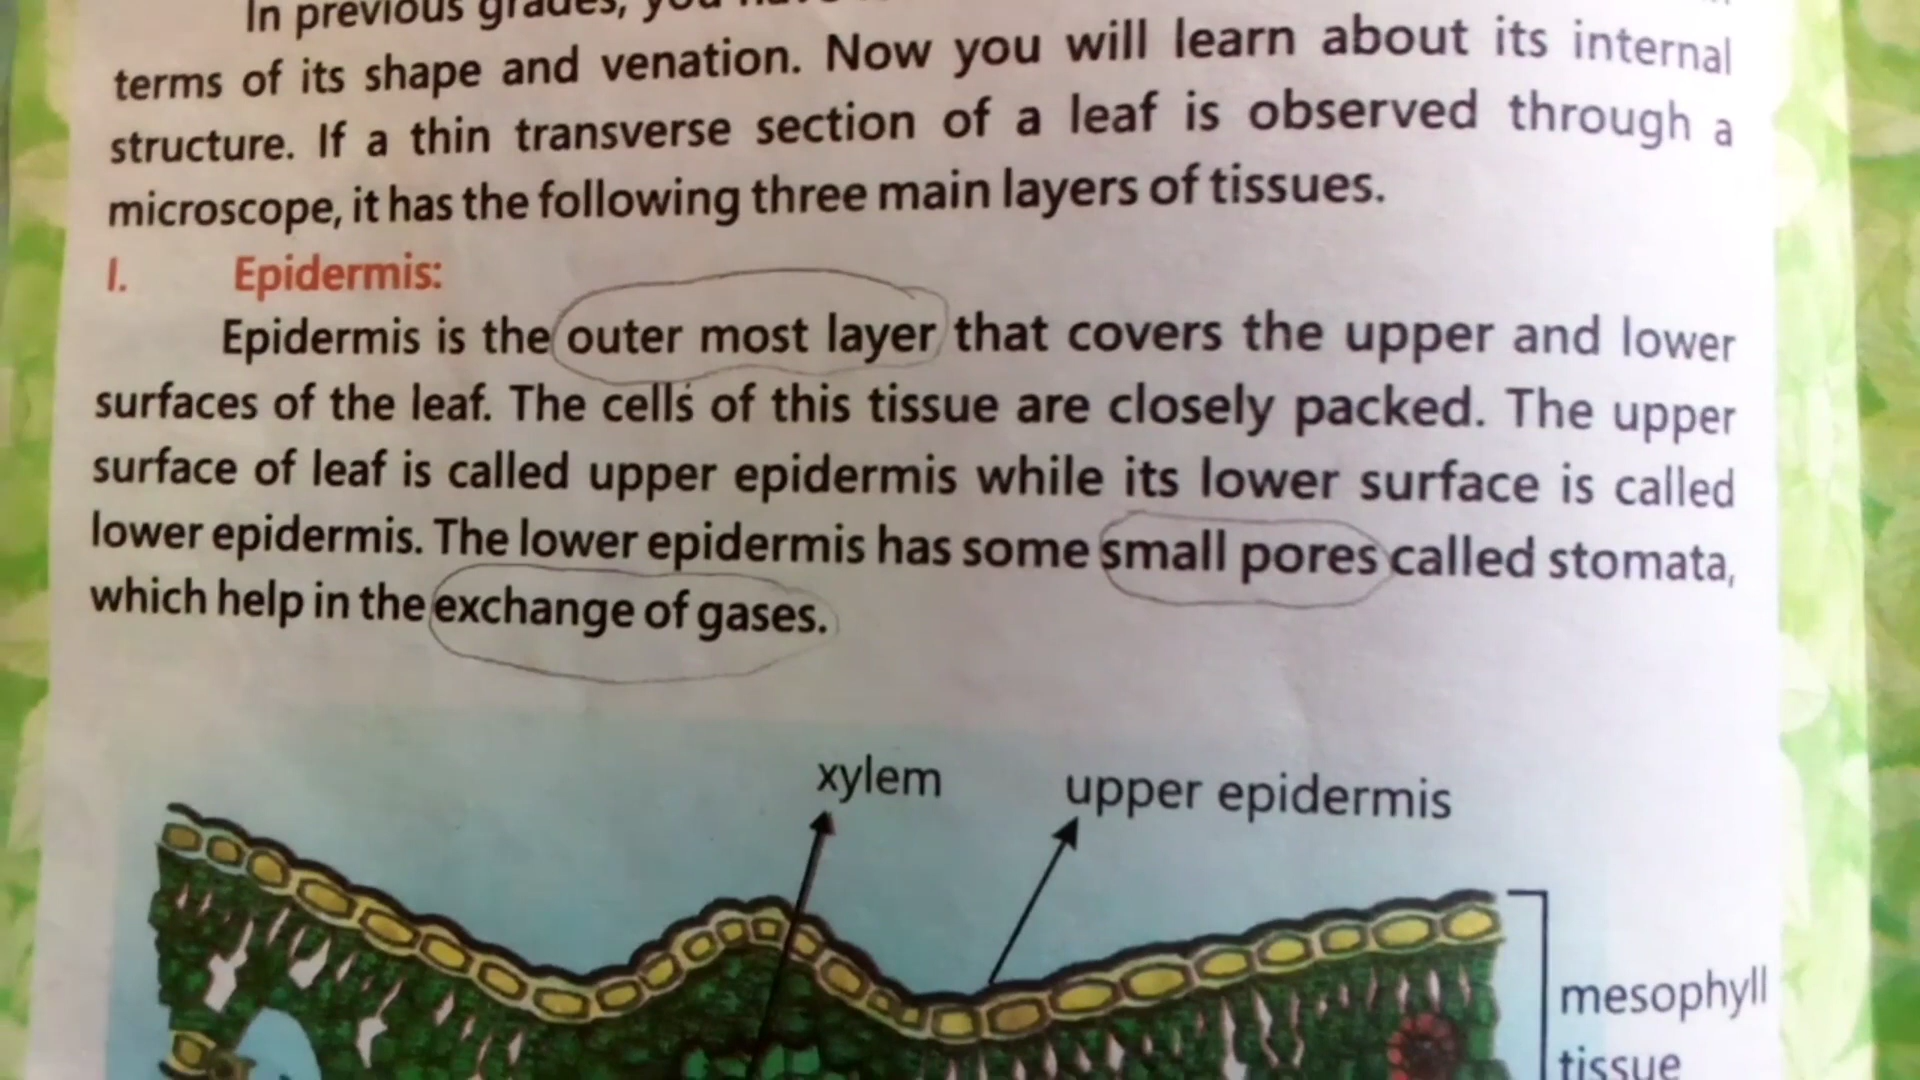 In previous grades, you
terms of its shape and venation. Now you will learn about its internal
structure. If a thin transverse section of a leaf is observed through a
microscope, it has the following three main layers of tissues.
I. Epidermis:
Epidermis is the outer most layer that covers the upper and lower
surfaces of the leaf. The cells of this tissue are closely packed. The upper
surface of leaf is called upper epidermis while its lower surface is called
lower epidermis. The lower epidermis has some small pores called stomata,
which help in the exchange of gases.
xylem
upper epidermis
mesophyll
tissue